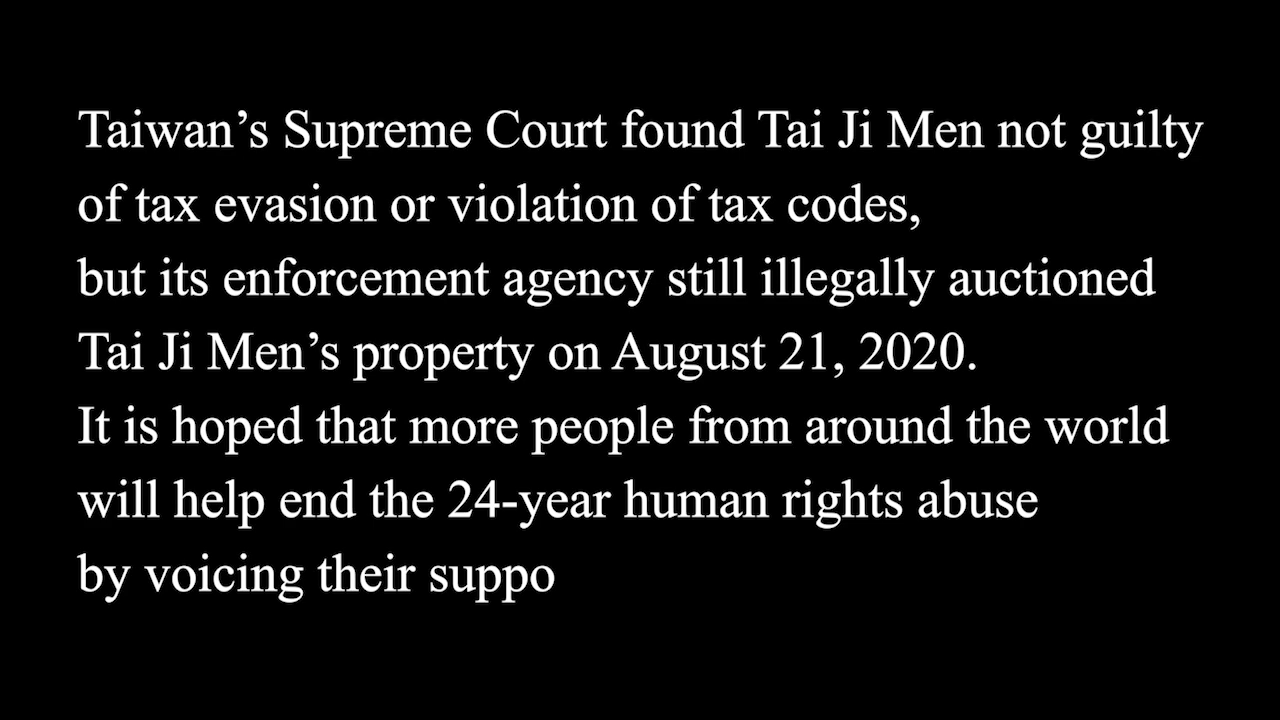 Taiwan’s Supreme Court found Tai Ji Men not guilty
of tax evasion or violation of tax codes,
but its enforcement agency still illegally auctioned
Tai Ji Men’s property on August 21, 2020.
It is hoped that more people from around the world
will help end the 24-year human rights abuse
by voicing their suppo